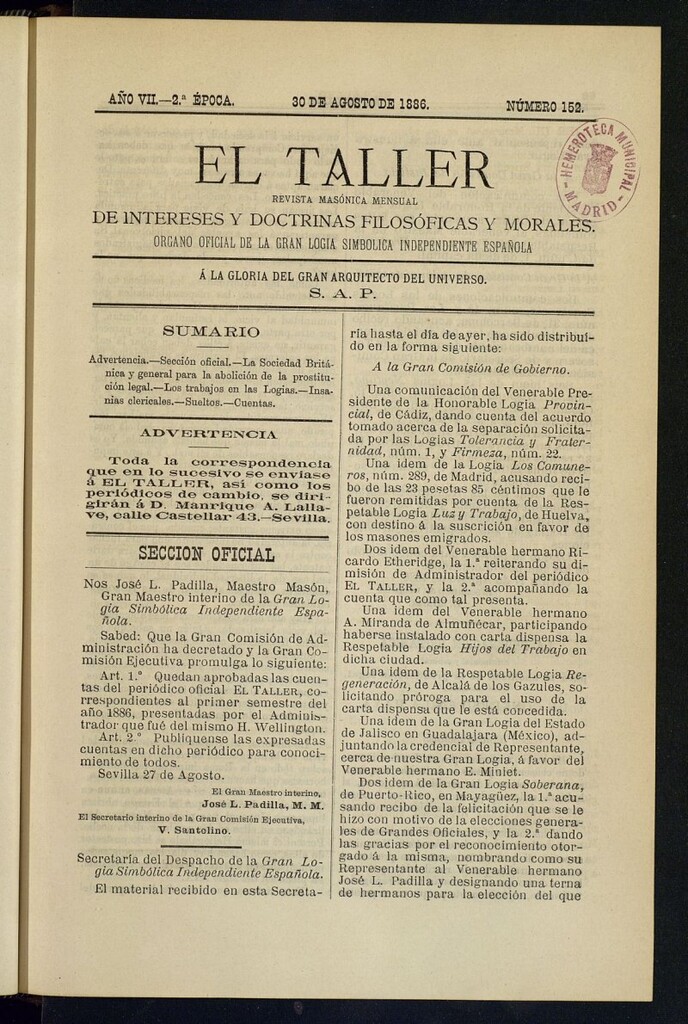 AÑO VII.—2.ª ÉPOCA. 30 DE AGOSTO DE 1886. NÚMERO 152.
EL TALLER
REVISTA MASÓNICA MENSUAL
DE INTERESES Y DOCTRINAS FILOSÓFICAS Y MORALES.
ORGANO OFICIAL DE LA GRAN LOGIA SIMBOLICA INDEPENDIENTE ESPAÑOLA
HEMEROTECA MUNICIPAL
MADRID
Á LA GLORIA DEL GRAN ARQUITECTO DEL UNIVERSO.
S. A. P.
SUMARIO
Advertencia.—Sección oficial.—La Sociedad Britá-
nica y general para la abolición de la prostitu-
ción legal.—Los trabajos en las Logias.—Insa-
nias clericales.—Sueltos.—Cuentas.
ADVERTENCIA
Toda la correspondencia
que en lo sucesivo se enviase
á EL TALLER, así como los
periódicos de cambio, se diri-
girán á D. Manrique A. Lalla-
ve, calle Castellar 43.—Sevilla.
SECCION OFICIAL
Nos José L. Padilla, Maestro Masón,
Gran Maestro interino de la Gran Lo-
gia Simbólica Independiente Espa-
ñola.
Sabed: Que la Gran Comisión de Ad-
ministración ha decretado y la Gran Co-
misión Ejecutiva promulga lo siguiente:
Art. 1.º Quedan aprobadas las cuen-
tas del periódico oficial EL TALLER, co-
rrespondientes al primer semestre del
año 1886, presentadas por el Adminis-
trador que fué del mismo H. Wellington.
Art. 2.º Publíquense las expresadas
cuentas en dicho periódico para conoci-
miento de todos.
Sevilla 27 de Agosto.
El Gran Maestro interino,
José L. Padilla, M. M.
El Secretario interino de la Gran Comisión Ejecutiva,
V. Santolino.
Secretaría del Despacho de la Gran Lo-
gia Simbólica Independiente Española.
El material recibido en esta Secreta-
ría hasta el día de ayer, ha sido distribuí-
do en la forma siguiente:
A la Gran Comisión de Gobierno.
Una comunicación del Venerable Pre-
sidente de la Honorable Logia Provin-
cial, de Cádiz, dando cuenta del acuerdo
tomado acerca de la separación solicita-
da por las Logias Tolerancia y Frater-
nidad, núm. 1, y Firmeza, núm. 22.
Una idem de la Logia Los Comune-
ros, núm. 289, de Madrid, acusando reci-
bo de las 23 pesetas 85 céntimos que le
fueron remitidas por cuenta de la Res-
petable Logia Luz y Trabajo, de Huelva,
con destino á la suscrición en favor de
los masones emigrados.
Dos idem del Venerable hermano Ri-
cardo Etheridge, la 1.ª reiterando su di-
misión de Administrador del periódico
EL TALLER, y la 2.ª acompañando la
cuenta que como tal presenta.
Una idem del Venerable hermano
A. Miranda de Almuñécar, participando
haberse instalado con carta dispensa la
Respetable Logia Hijos del Trabajo en
dicha ciudad.
Una idem de la Respetable Logia Re-
generación, de Alcalá de los Gazules, so-
licitando próroga para el uso de la
carta dispensa que le está concedida.
Una idem de la Gran Logia del Estado
de Jalisco en Guadalajara (México), ad-
juntando la credencial de Representante,
cerca de nuestra Gran Logia, á favor del
Venerable hermano E. Miniet.
Dos idem de la Gran Logia Soberana,
de Puerto-Rico, en Mayagüez, la 1.ª acu-
sando recibo de la felicitación que se le
hizo con motivo de la elecciones genera-
les de Grandes Oficiales, y la 2.ª dando
las gracias por el reconocimiento otor-
gado á la misma, nombrando como su
Representante al Venerable hermano
José L. Padilla y designando una terna
de hermanos para la elección del que